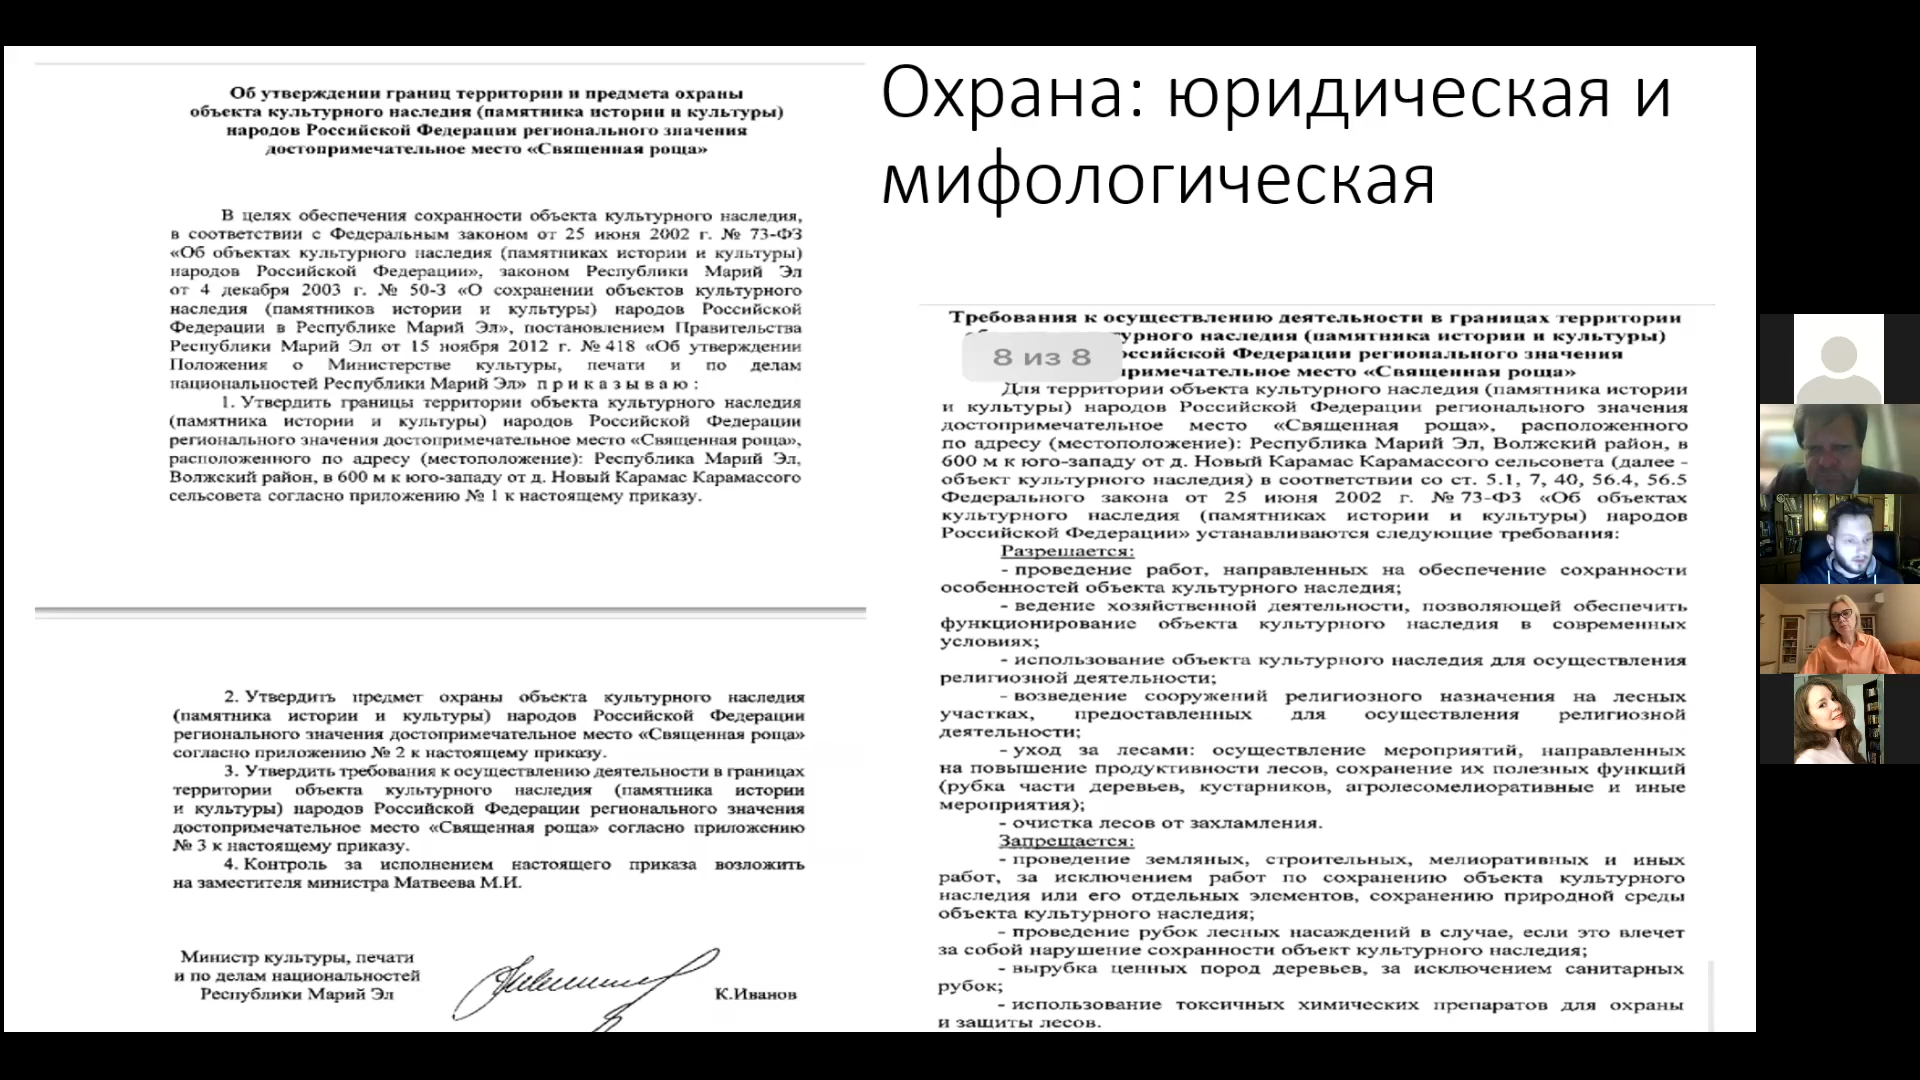 Охрана: юридическая и
мифологическая
Об утверждении границ территории и предмета охраны
объекта культурного наследия (памятника истории и культуры)
народов Российской Федерации регионального значения
достопримечательное место «Священная роща»
В целях обеспечения сохранности объекта культурного наследия,
в соответствии с Федеральным законом от 25 июня 2002 г. № 73-ФЗ
«Об объектах культурного наследия (памятниках истории и культуры)
народов Российской Федерации», законом Республики Марий Эл
от 4 декабря 2003 г. № 50-З «О сохранении объектов культурного
наследия (памятников истории и культуры) народов Российской
Федерации в Республике Марий Эл», постановлением Правительства
Республики Марий Эл от 15 ноября 2012 г. № 418 «Об утверждении
Положения о Министерстве культуры, печати и по делам
национальностей Республики Марий Эл» п р и к а з ы в а ю :
1. Утвердить границы территории объекта культурного наследия
(памятника истории и культуры) народов Российской Федерации
регионального значения достопримечательное место «Священная роща»,
расположенного по адресу (местоположение): Республика Марий Эл,
Волжский район, в 600 м к юго-западу от д. Новый Карамас Карамасского
сельсовета согласно приложению № 1 к настоящему приказу.
2. Утвердить предмет охраны объекта культурного наследия
(памятника истории и культуры) народов Российской Федерации
регионального значения достопримечательное место «Священная роща»
согласно приложению № 2 к настоящему приказу.
3. Утвердить требования к осуществлению деятельности в границах
территории объекта культурного наследия (памятника истории
и культуры) народов Российской Федерации регионального значения
достопримечательное место «Священная роща» согласно приложению
№ 3 к настоящему приказу.
4. Контроль за исполнением настоящего приказа возложить
на заместителя министра Матвеева М.И.
Министр культуры, печати
и по делам национальностей
Республики Марий Эл
К.Иванов
Требования к осуществлению деятельности в границах территории
урного наследия (памятника истории и культуры)
8 из 8
оссийской Федерации регионального значения
примечательное место «Священная роща»
Для территории объекта культурного наследия (памятника истории
и культуры) народов Российской Федерации регионального значения
достопримечательное место «Священная роща», расположенного
по адресу (местоположение): Республика Марий Эл, Волжский район, в
600 м к юго-западу от д. Новый Карамас Карамассого сельсовета (далее -
объект культурного наследия) в соответствии со ст. 5.1, 7, 40, 56.4, 56.5
Федерального закона от 25 июня 2002 г. № 73-ФЗ «Об объектах
культурного наследия (памятниках истории и культуры) народов
Российской Федерации» устанавливаются следующие требования:
Разрешается:
- проведение работ, направленных на обеспечение сохранности
особенностей объекта культурного наследия;
- ведение хозяйственной деятельности, позволяющей обеспечить
функционирование объекта культурного наследия в современных
условиях;
- использование объекта культурного наследия для осуществления
религиозной деятельности;
- возведение сооружений религиозного назначения на лесных
участках, предоставленных для осуществления религиозной
деятельности;
- уход за лесами: осуществление мероприятий, направленных
на повышение продуктивности лесов, сохранение их полезных функций
(рубка части деревьев, кустарников, агролесомелиоративные и иные
мероприятия);
- очистка лесов от захламления.
Запрещается:
- проведение земляных, строительных, мелиоративных и иных
работ, за исключением работ по сохранению объекта культурного
наследия или его отдельных элементов, сохранению природной среды
объекта культурного наследия;
- проведение рубок лесных насаждений в случае, если это влечет
за собой нарушение сохранности объект культурного наследия;
- вырубка ценных пород деревьев, за исключением санитарных
рубок;
- использование токсичных химических препаратов для охраны
и защиты лесов.